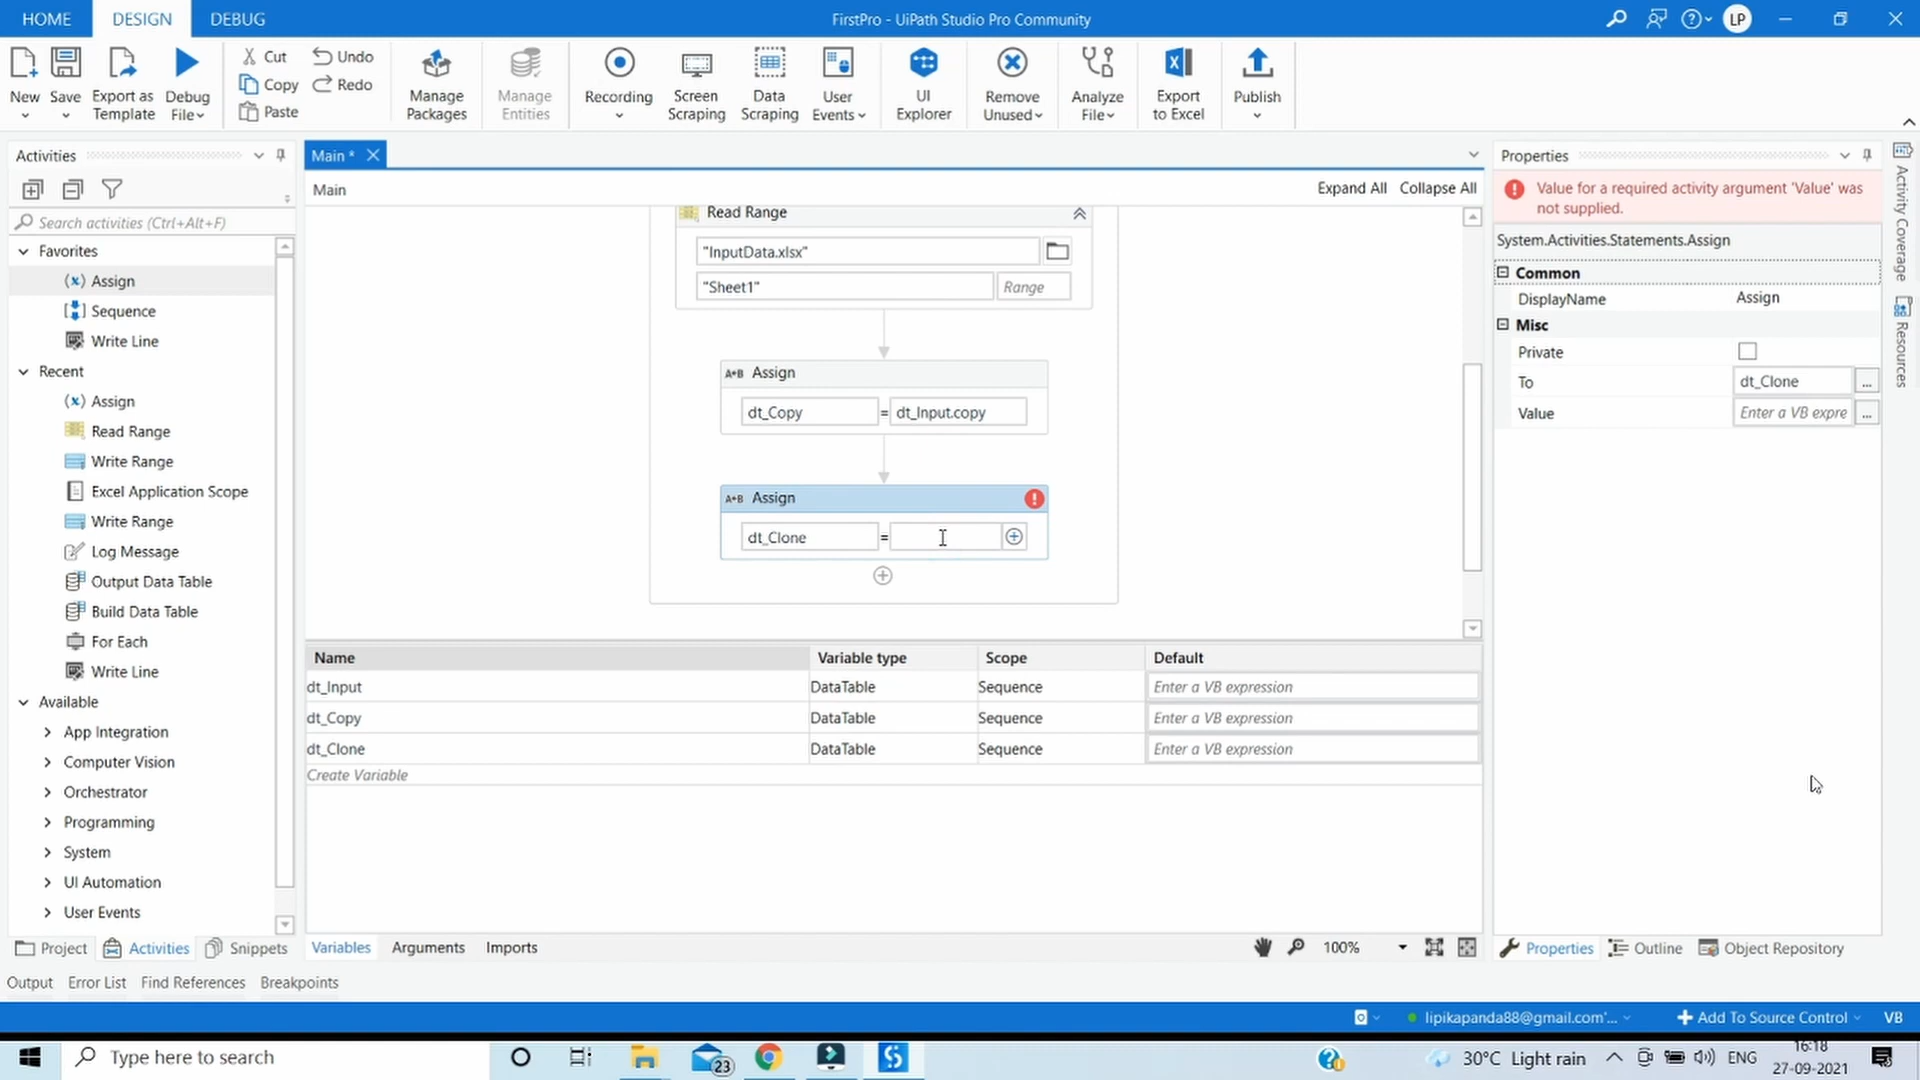 HOME DESIGN DEBUG
FirstPro - UiPath Studio Pro Community
LP
New
Save
Export as
Template
Debug
File
Cut
Copy
Paste
Undo
Redo
Manage
Packages
Manage
Entities
Recording
Screen
Scraping
Data
Scraping
User
Events
UI
Explorer
Remove
Unused
Analyze
File
Export
to Excel
Publish
Activities
Search activities (Ctrl+Alt+F)
Favorites
Assign
Sequence
Write Line
Recent
Assign
Read Range
Write Range
Excel Application Scope
Write Range
Log Message
Output Data Table
Build Data Table
For Each
Write Line
Available
App Integration
Computer Vision
Orchestrator
Programming
System
UI Automation
User Events
Project Activities Snippets
Main *
Main
Expand All Collapse All
Read Range
"InputData.xlsx"
"Sheet1" Range
A+B Assign
dt_Copy = dt_Input.copy
A+B Assign
dt_Clone =
Name Variable type Scope Default
dt_Input DataTable Sequence Enter a VB expression
dt_Copy DataTable Sequence Enter a VB expression
dt_Clone DataTable Sequence Enter a VB expression
Create Variable
Variables Arguments Imports
100%
Properties
Value for a required activity argument 'Value' was
not supplied.
System.Activities.Statements.Assign
Common
DisplayName Assign
Misc
Private
To dt_Clone ...
Value Enter a VB expre ...
Properties Outline Object Repository
Activity Coverage
Resources
Output Error List Find References Breakpoints
lipikapanda88@gmail.com'... Add To Source Control VB
Type here to search
23
30°C Light rain
ENG
16:18
27-09-2021